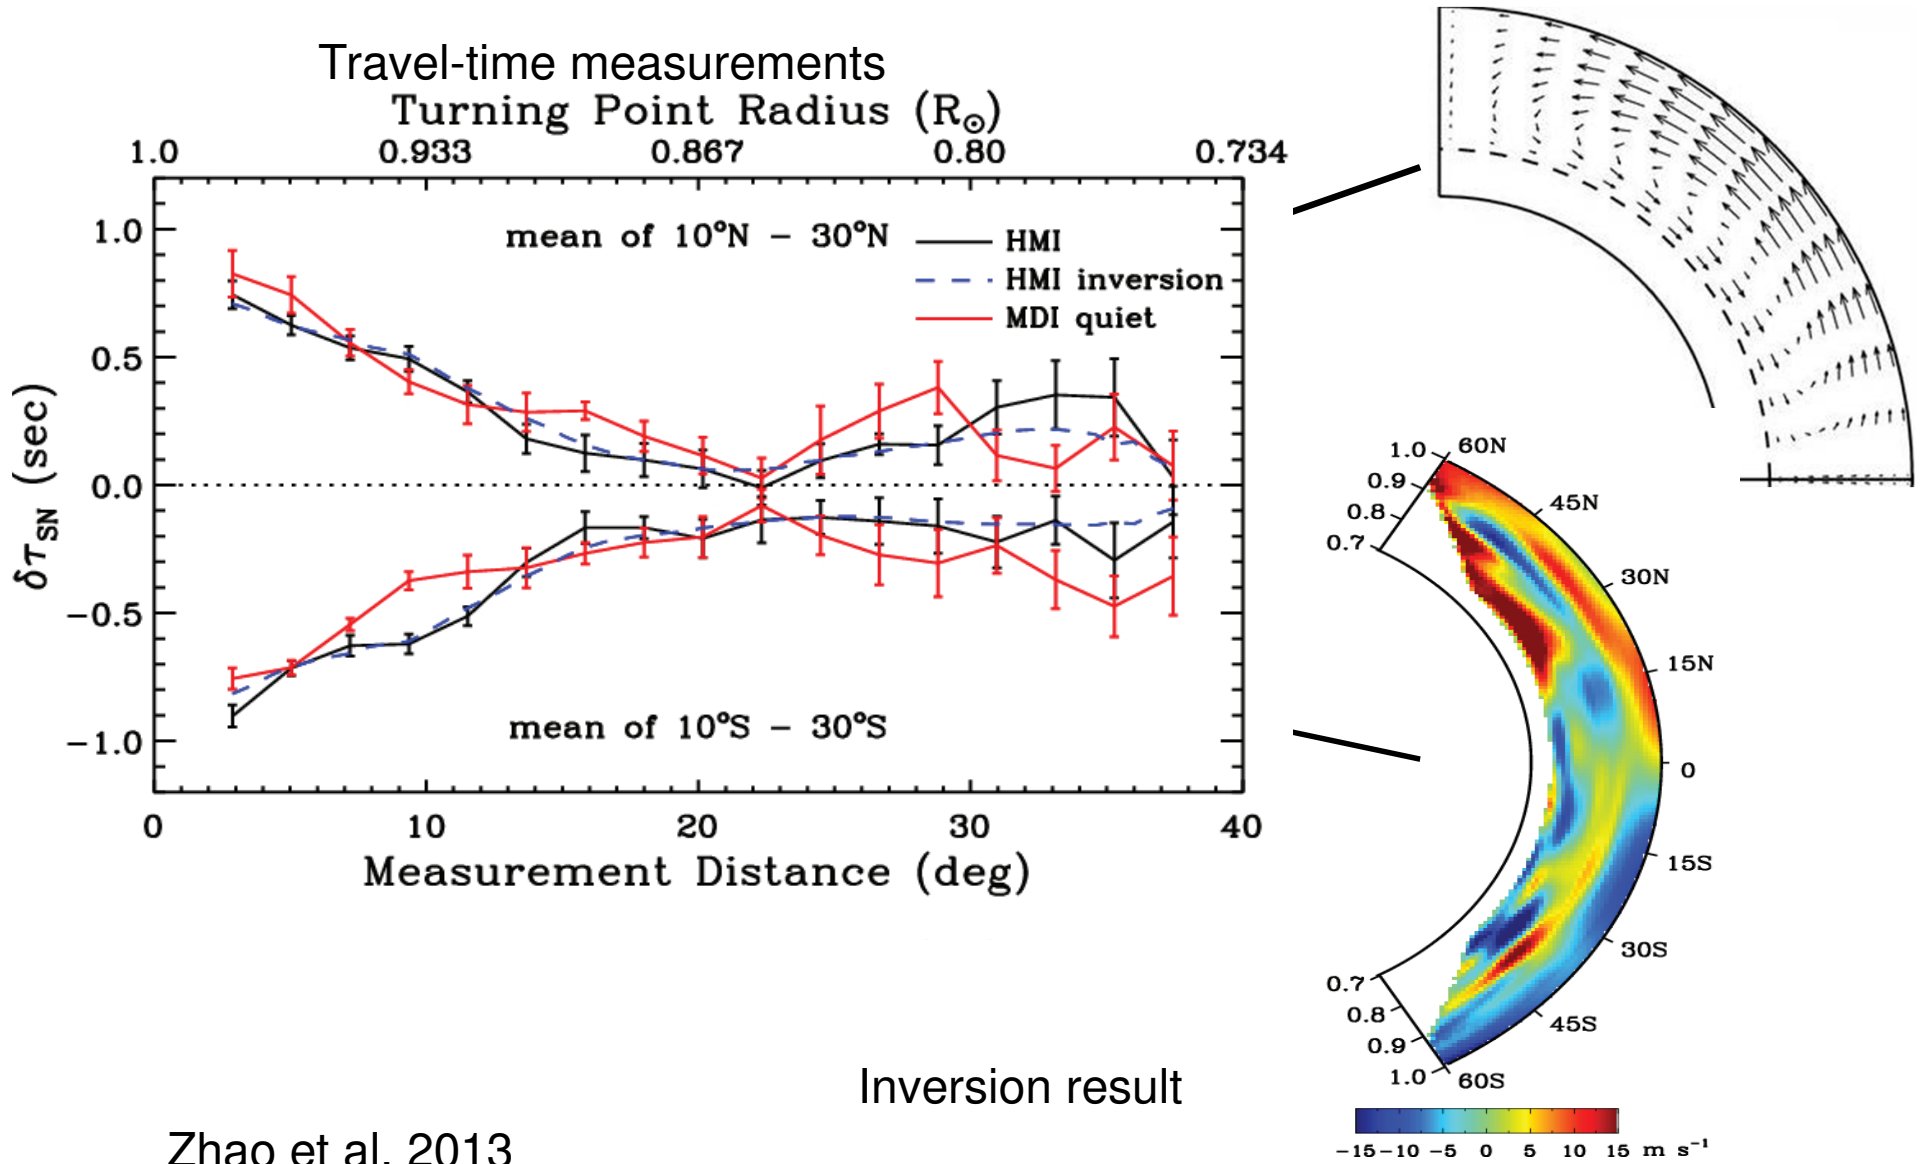 Travel-time measurements
Turning Point Radius (R☉)
1.0 0.933 0.867 0.80 0.734
mean of 10°N – 30°N
HMI
HMI inversion
MDI quiet
δτSN (sec)
1.0
0.5
0.0
−0.5
−1.0
mean of 10°S – 30°S
0 10 20 30 40
Measurement Distance (deg)
1.0 60N
0.9
0.8
0.7
45N
30N
15N
0
15S
30S
45S
0.7
0.8
0.9
1.0 60S
Inversion result
−15 −10 −5 0 5 10 15 m s⁻¹
Zhao et al. 2013